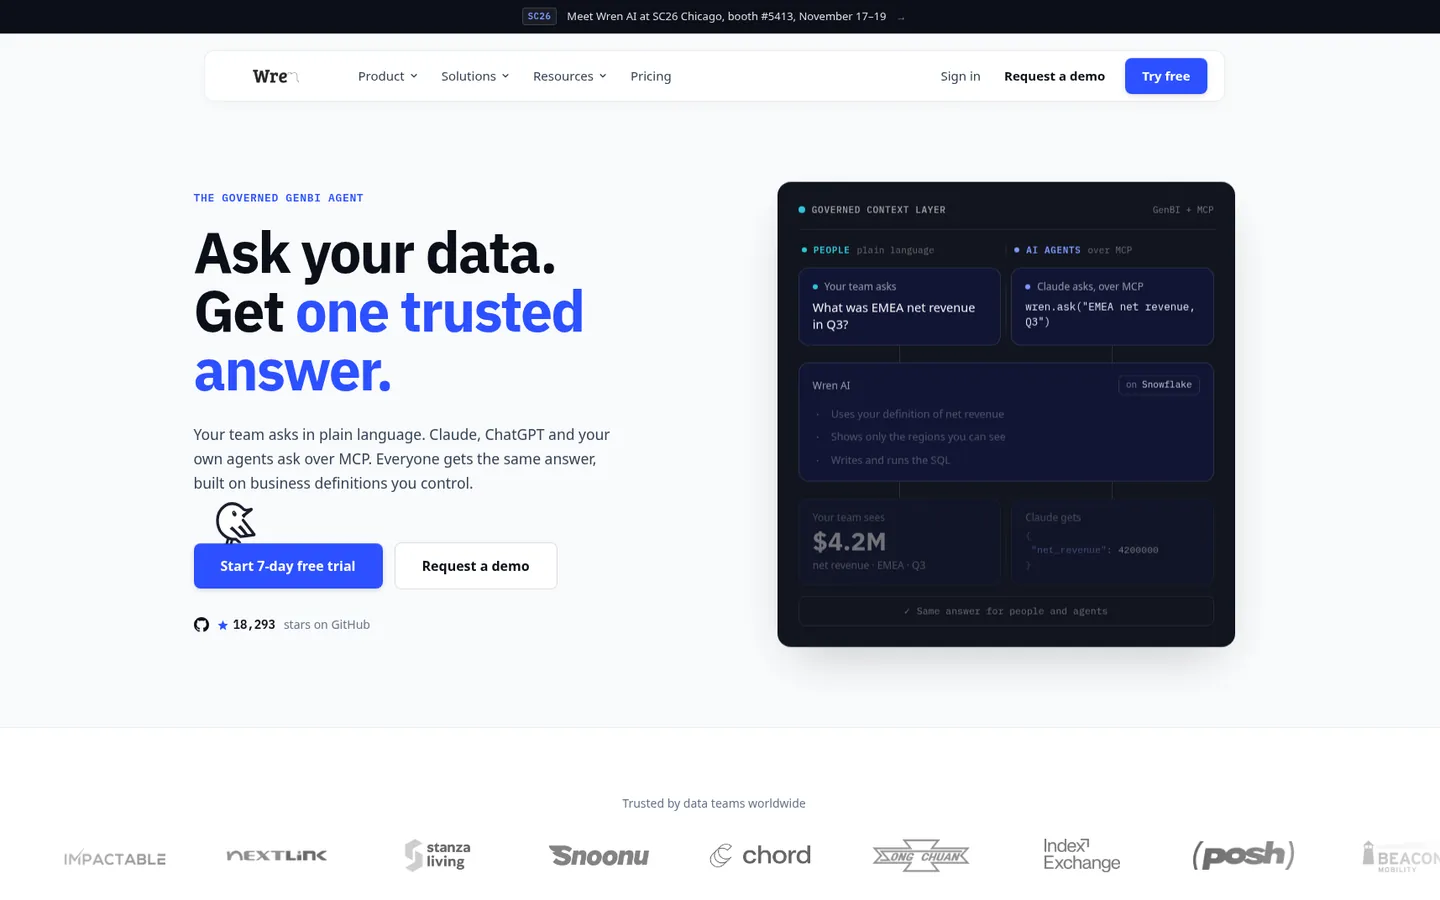 SC26 Meet Wren AI at SC26 Chicago, booth #5413, November 17–19 →
Wren Product Solutions Resources Pricing Sign in Request a demo Try free
THE GOVERNED GENBI AGENT
Ask your data.
Get one trusted
answer.
Your team asks in plain language. Claude, ChatGPT and your
own agents ask over MCP. Everyone gets the same answer,
built on business definitions you control.
Start 7-day free trial Request a demo
★ 18,293 stars on GitHub
GOVERNED CONTEXT LAYER GenBI + MCP
PEOPLE plain language
AI AGENTS over MCP
Your team asks
What was EMEA net revenue
in Q3?
Claude asks, over MCP
wren.ask("EMEA net revenue,
Q3")
Wren AI on Snowflake
· Uses your definition of net revenue
· Shows only the regions you can see
· Writes and runs the SQL
Your team sees
$4.2M
net revenue · EMEA · Q3
Claude gets
{
"net_revenue": 4200000
}
✓ Same answer for people and agents
Trusted by data teams worldwide
IMPACTABLE
NEXTLINK
stanza
living
Snoonu
chord
LONG CHUAN
Index
Exchange
(posh)
BEACON
MOBILITY